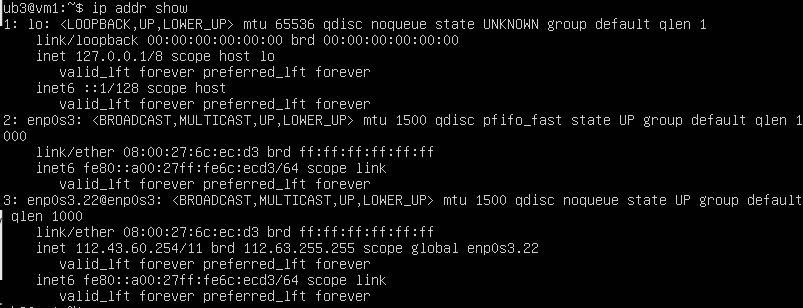 ub3@vm1:~$ ip addr show
1: lo: <LOOPBACK,UP,LOWER_UP> mtu 65536 qdisc noqueue state UNKNOWN group default qlen 1
link/loopback 00:00:00:00:00:00 brd 00:00:00:00:00:00
inet 127.0.0.1/8 scope host lo
valid_lft forever preferred_lft forever
inet6 ::1/128 scope host
valid_lft forever preferred_lft forever
2: enp0s3: <BROADCAST,MULTICAST,UP,LOWER_UP> mtu 1500 qdisc pfifo_fast state UP group default qlen 1
000
link/ether 08:00:27:6c:ec:d3 brd ff:ff:ff:ff:ff:ff
inet6 fe80::a00:27ff:fe6c:ecd3/64 scope link
valid_lft forever preferred_lft forever
3: enp0s3.22@enp0s3: <BROADCAST,MULTICAST,UP,LOWER_UP> mtu 1500 qdisc noqueue state UP group default
qlen 1000
link/ether 08:00:27:6c:ec:d3 brd ff:ff:ff:ff:ff:ff
inet 112.43.60.254/11 brd 112.63.255.255 scope global enp0s3.22
valid_lft forever preferred_lft forever
inet6 fe80::a00:27ff:fe6c:ecd3/64 scope link
valid_lft forever preferred_lft forever